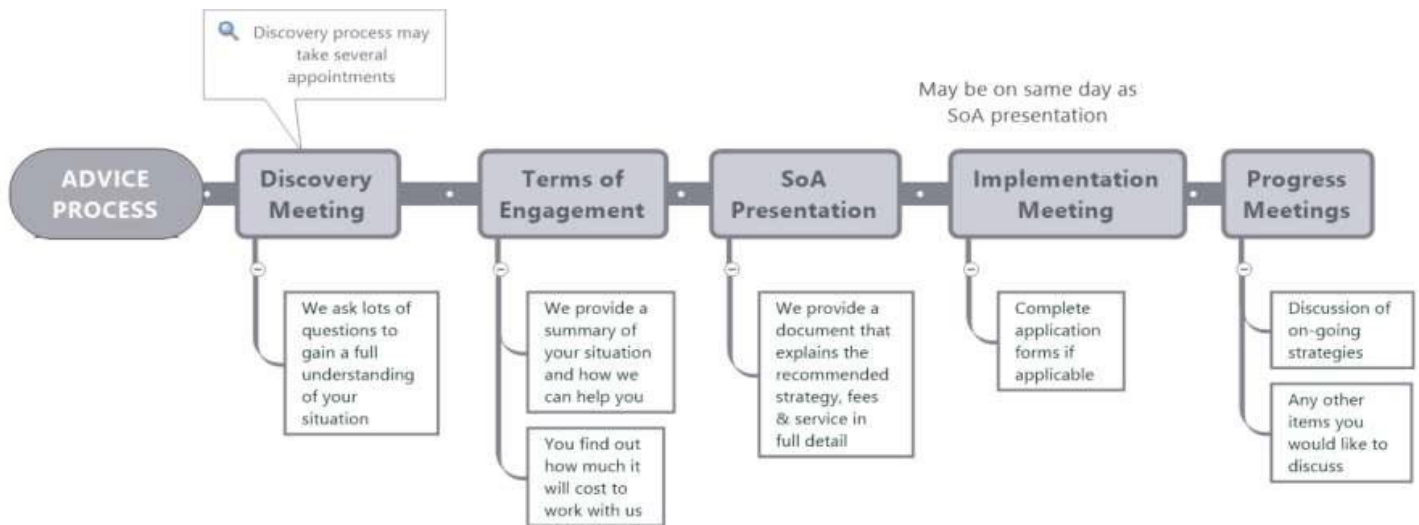 Discovery process may
take several
appointments
May be on same day as
SoA presentation
ADVICE
PROCESS
Discovery
Meeting
Terms of
Engagement
SoA
Presentation
Implementation
Meeting
Progress
Meetings
We ask lots of
questions to
gain a full
understanding
of your
situation
We provide a
summary of
your situation
and how we
can help you
You find out
how much it
will cost to
work with us
We provide a
document that
explains the
recommended
strategy, fees
& service in
full detail
Complete
application
forms if
applicable
Discussion of
on-going
strategies
Any other
items you
would like to
discuss